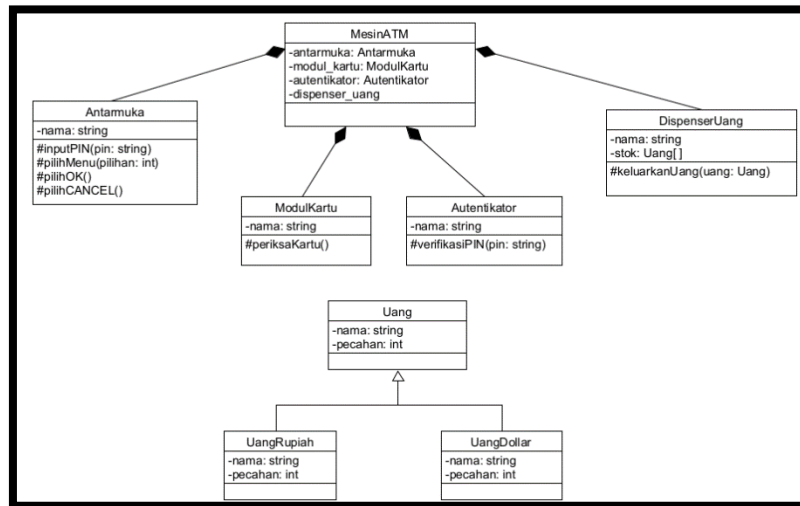 MesinATM
-antarmuka: Antarmuka
-modul_kartu: ModulKartu
-autentikator: Autentikator
-dispenser_uang
Antarmuka
-nama: string
#inputPIN(pin: string)
#pilihMenu(pilihan: int)
#pilihOK()
#pilihCANCEL()
DispenserUang
-nama: string
-stok: Uang[ ]
#keluarkanUang(uang: Uang)
ModulKartu
-nama: string
#periksaKartu()
Autentikator
-nama: string
#verifikasiPIN(pin: string)
Uang
-nama: string
-pecahan: int
UangRupiah
-nama: string
-pecahan: int
UangDollar
-nama: string
-pecahan: int